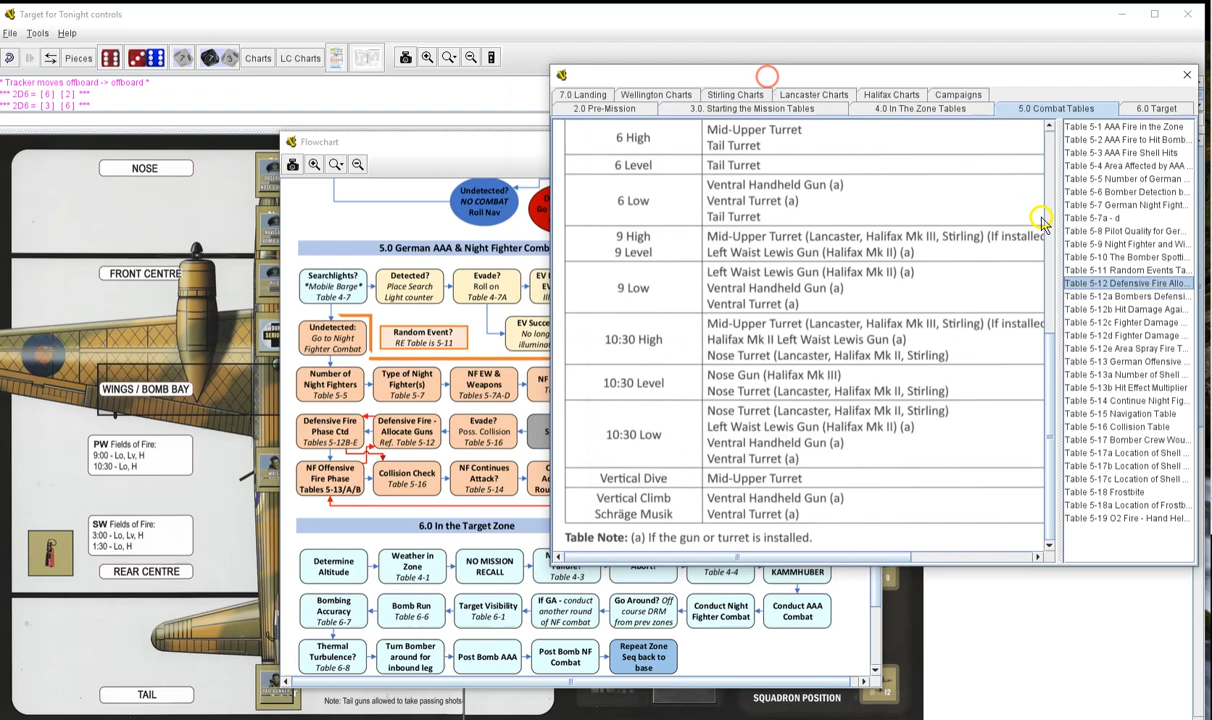 Target for Tonight controls
File Tools Help
Pieces
Charts
LC Charts
* Tracker moves offboard -> offboard *
*** 2D6 = [6] [2]
*** 2D6 = [3] [6]
NOSE
FRONT CENTRE
WINGS / BOMB BAY
PW Fields of Fire:
9:00 - Lo, Lv, H
10:30 - Lo, H
SW Fields of Fire:
3:00 - Lo, Lv, H
1:30 - Lo, H
REAR CENTRE
TAIL
Note: Tail guns allowed to take passing shots
SQUADRON POSITION
12
8
Flowchart
Undetected?
NO COMBAT
Roll Nav
5.0 German AAA & Night Fighter Comb
Searchlights?
*Mobile Barge*
Table 4-7
Detected?
Place Search
Light counter
Evade?
Roll on
Table 4-7A
Undetected:
Go to Night
Fighter Combat
Random Event?
RE Table is 5-11
EV Succe
No long
illumina
Number of
Night Fighters
5-5
Type of Night
Fighter(s)
5-7
NF EW &
Weapons
Tables 5-7A-D
Defensive Fire
Phase Ctd
Tables 5-12B-E
Defensive Fire -
Allocate Guns
Ref. Table 5-12
Evade?
Poss. Collision
Table 5-16
NF Offensive
Fire Phase
Tables 5-13/A/B
Collision Check
Table 5-16
NF Continues
Attack?
Table 5-14
6.0 In the Target Zone
Determine
Altitude
Weather in
Zone
Table 4-1
NO MISSION
RECALL
Table 4-3
Table 4-4
KAMMHUBER
Bombing
Accuracy
Table 6-7
Bomb Run
Table 6-6
Target Visibility
Table 6-1
If GA - conduct
another round
of NF combat
Go Around? Off
course DRM
from prev zones
Conduct Night
Fighter Combat
Conduct AAA
Combat
Thermal
Turbulence?
Table 6-8
Turn Bomber
around for
inbound leg
Post Bomb AAA
Post Bomb NF
Combat
Repeat Zone
Seq back to
base
7.0 Landing
Wellington Charts
Stirling Charts
Lancaster Charts
Halifax Charts
Campaigns
2.0 Pre-Mission
3.0. Starting the Mission Tables
4.0 In The Zone Tables
5.0 Combat Tables
6.0 Target
6 High
Mid-Upper Turret
Tail Turret
6 Level
Tail Turret
6 Low
Ventral Handheld Gun (a)
Ventral Turret (a)
Tail Turret
9 High
Mid-Upper Turret (Lancaster, Halifax Mk III, Stirling) (If installed
9 Level
Left Waist Lewis Gun (Halifax Mk II) (a)
9 Low
Left Waist Lewis Gun (Halifax Mk II) (a)
Ventral Handheld Gun (a)
Ventral Turret (a)
10:30 High
Mid-Upper Turret (Lancaster, Halifax Mk III, Stirling) (If installed
Halifax Mk II Left Waist Lewis Gun (a)
Nose Turret (Lancaster, Halifax Mk II, Stirling)
10:30 Level
Nose Gun (Halifax Mk III)
Nose Turret (Lancaster, Halifax Mk II, Stirling)
10:30 Low
Nose Turret (Lancaster, Halifax Mk II, Stirling)
Left Waist Lewis Gun (Halifax Mk II) (a)
Ventral Handheld Gun (a)
Ventral Turret (a)
Vertical Dive
Mid-Upper Turret
Vertical Climb
Schräge Musik
Ventral Handheld Gun (a)
Ventral Turret (a)
Table Note: (a) If the gun or turret is installed.
Table 5-1 AAA Fire in the Zone
Table 5-2 AAA Fire to Hit Bomb...
Table 5-3 AAA Fire Shell Hits
Table 5-4 Area Affected by AAA...
Table 5-5 Number of German ...
Table 5-6 Bomber Detection b...
Table 5-7 German Night Fight...
Table 5-7a - d
Table 5-8 Pilot Quality for Ger...
Table 5-9 Night Fighter and Wi...
Table 5-10 The Bomber Spotti...
Table 5-11 Random Events Ta...
Table 5-12 Defensive Fire Allo...
Table 5-12a Bombers Defensi...
Table 5-12b Hit Damage Agai...
Table 5-12c Fighter Damage ...
Table 5-12d Fighter Damage ...
Table 5-12e Area Spray Fire T...
Table 5-13 German Offensive ...
Table 5-13a Number of Shell ...
Table 5-13b Hit Effect Multiplier
Table 5-14 Continue Night Fig...
Table 5-15 Navigation Table
Table 5-16 Collision Table
Table 5-17 Bomber Crew Wou...
Table 5-17a Location of Shell ...
Table 5-17b Location of Shell ...
Table 5-17c Location of Shell ...
Table 5-18 Frostbite
Table 5-18a Location of Frostb...
Table 5-19 O2 Fire - Hand Hel...